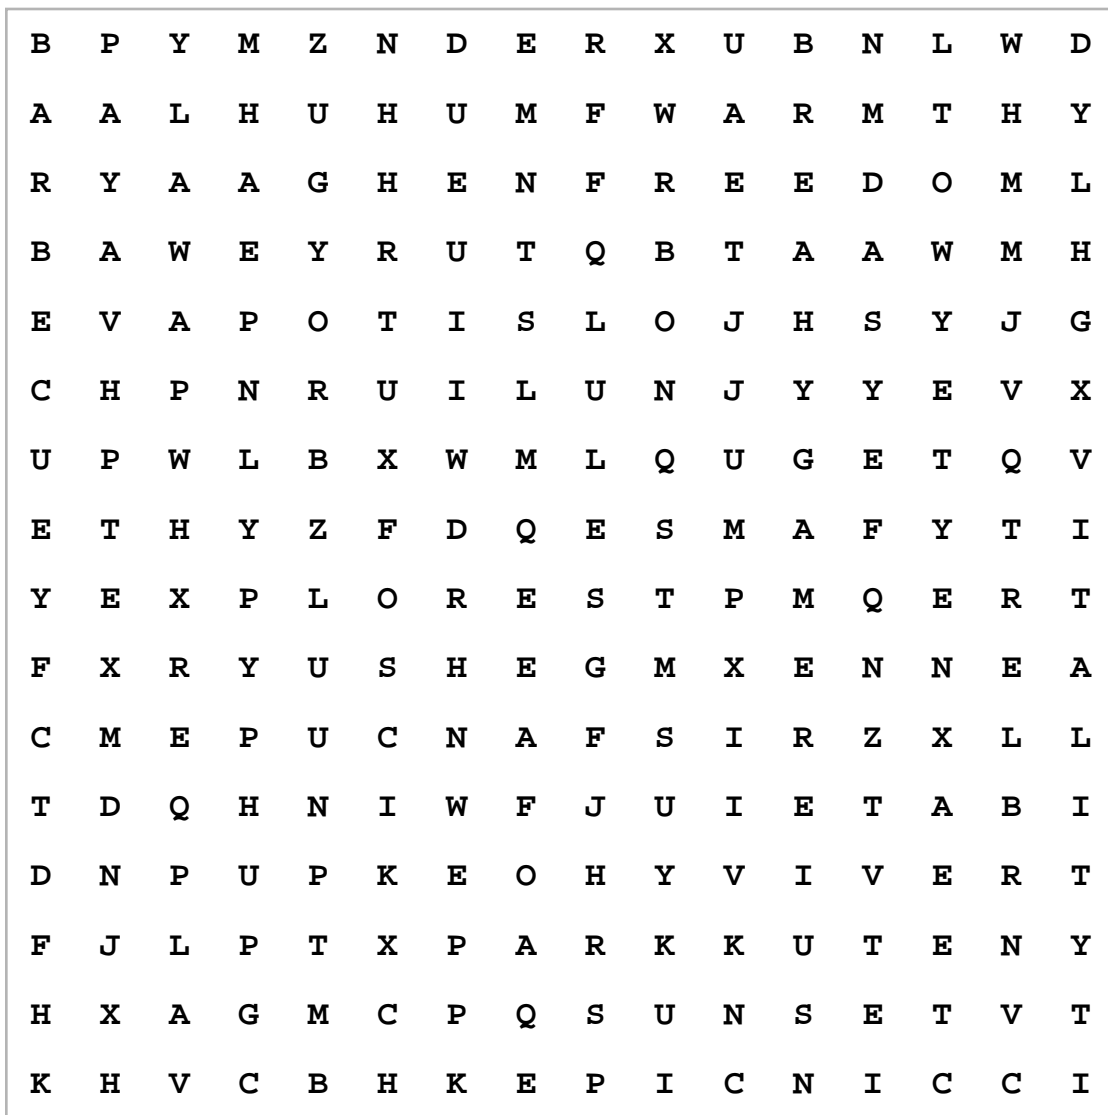 B P Y M Z N D E R X U B N L W D
A A L H U H U M F W A R M T H Y
R Y A A G H E N F R E E D O M L
B A W E Y R U T Q B T A A W M H
E V A P O T I S L O J H S Y J G
C H P N R U I L U N J Y Y E V X
U P W L B X W M L Q U G E T Q V
E T H Y Z F D Q E S M A F Y T I
Y E X P L O R E S T P M Q E R T
F X R Y U S H E G M X E N N E A
C M E P U C N A F S I R Z X L L
T D Q H N I W F J U I E T A B I
D N P U P K E O H Y V I V E R T
F J L P T X P A R K K U T E N Y
H X A G M C P Q S U N S E T V T
K H V C B H K E P I C N I C C I